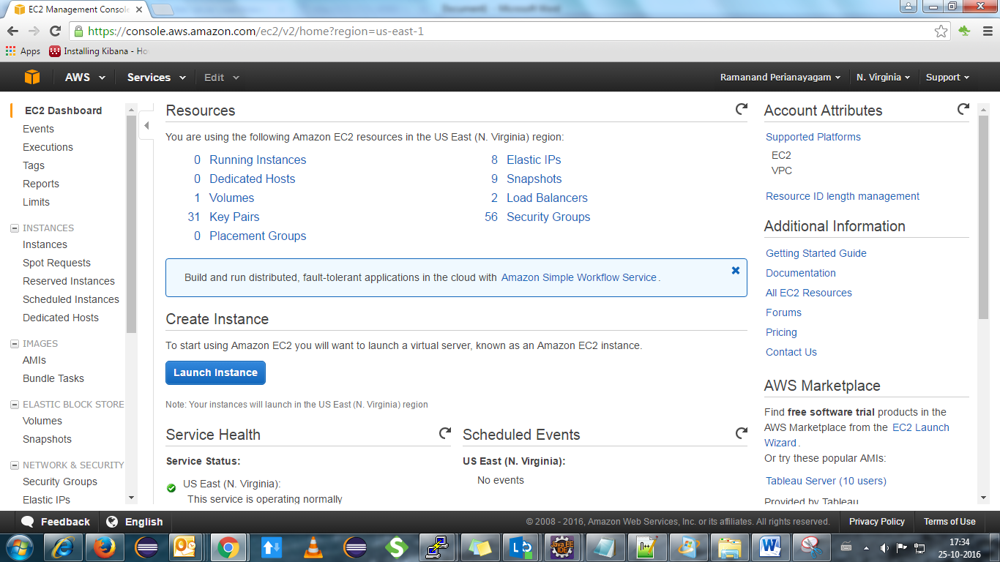 EC2 Management Console
https://console.aws.amazon.com/ec2/v2/home?region=us-east-1
Apps
Installing Kibana - Ho
AWS
Services
Edit
Ramanand Perianayagam
N. Virginia
Support
EC2 Dashboard
Events
Executions
Tags
Reports
Limits
INSTANCES
Instances
Spot Requests
Reserved Instances
Scheduled Instances
Dedicated Hosts
IMAGES
AMIs
Bundle Tasks
ELASTIC BLOCK STORE
Volumes
Snapshots
NETWORK & SECURITY
Security Groups
Elastic IPs
Resources
You are using the following Amazon EC2 resources in the US East (N. Virginia) region:
0 Running Instances
8 Elastic IPs
0 Dedicated Hosts
9 Snapshots
1 Volumes
2 Load Balancers
31 Key Pairs
56 Security Groups
0 Placement Groups
Build and run distributed, fault-tolerant applications in the cloud with Amazon Simple Workflow Service.
Create Instance
To start using Amazon EC2 you will want to launch a virtual server, known as an Amazon EC2 instance.
Launch Instance
Note: Your instances will launch in the US East (N. Virginia) region
Service Health
Service Status:
US East (N. Virginia):
This service is operating normally
Scheduled Events
US East (N. Virginia):
No events
Account Attributes
Supported Platforms
EC2
VPC
Resource ID length management
Additional Information
Getting Started Guide
Documentation
All EC2 Resources
Forums
Pricing
Contact Us
AWS Marketplace
Find free software trial products in the
AWS Marketplace from the EC2 Launch
Wizard.
Or try these popular AMIs:
Tableau Server (10 users)
Provided by Tableau
Feedback
English
© 2008 - 2016, Amazon Web Services, Inc. or its affiliates. All rights reserved.
Privacy Policy
Terms of Use
Java EE
IDE
17:34
25-10-2016